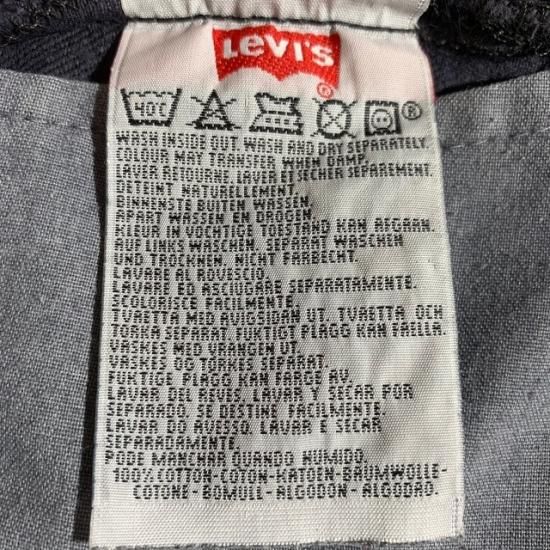 Levi's
®
40°C ®
WASH INSIDE OUT. WASH AND DRY SEPARATELY.
COLOUR MAY TRANSFER WHEN DAMP.
LAVER RETOURNE, LAVER ET SECHER SEPAREMENT.
DETEINT NATURELLEMENT.
BINNENSTE BUITEN WASSEN,
APART WASSEN EN DROGEN.
KLEUR IN VOCHTIGE TOESTAND KAN AFGAAN.
AUF LINKS WASCHEN, SEPARAT WASCHEN
UND TROCKNEN. NICHT FARBECHT.
LAVARE AL ROVESCIO.
LAVARE ED ASCIUGARE SEPARATAMENTE.
SCOLORISCE FACILMENTE.
TVAETTA MED AVIGSIDAN UT. TVAETTA OCH
TORKA SEPARAT. FUKTIGT PLAGG KAN FAELLA.
VASKES MED VRANGEN UT.
VASKES OG TORKES SEPARAT.
FUKTIGE PLAGG KAN FARGE AV.
LAVAR DEL REVES, LAVAR Y SECAR POR
SEPARADO. SE DESTINE FACILMENTE.
LAVAR DO AVESSO, LAVAR E SECAR
SEPARADAMENTE.
PODE MANCHAR QUANDO HUMIDO.
100% COTTON-COTON-KATOEN-BAUMWOLLE-
COTONE-BOMULL-ALGODON-ALGODAO.